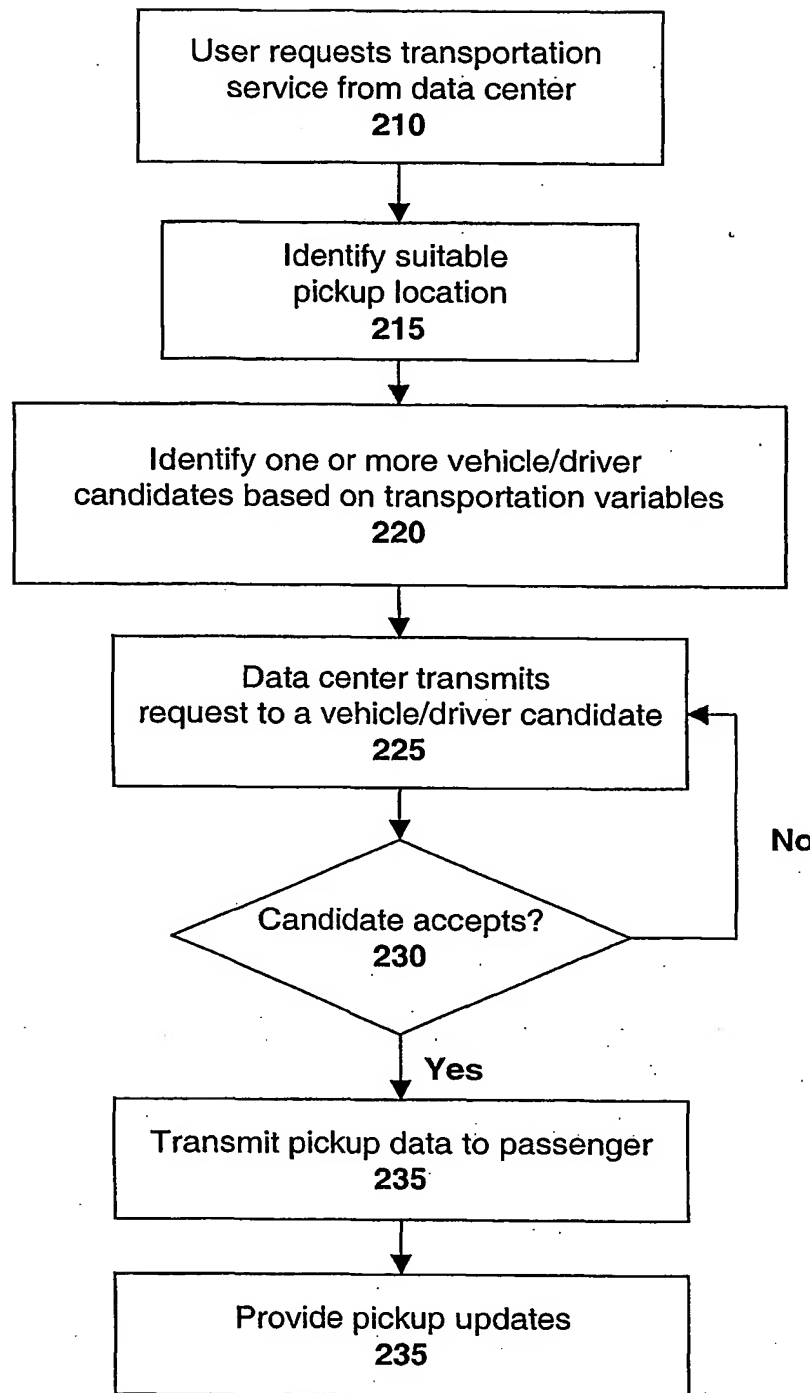 User requests transportation
service from data center
210
Identify suitable
pickup location
215
Identify one or more vehicle/driver
candidates based on transportation variables
220
Data center transmits
request to a vehicle/driver candidate
225
No
Candidate accepts?
230
Yes
Transmit pickup data to passenger
235
Provide pickup updates
235